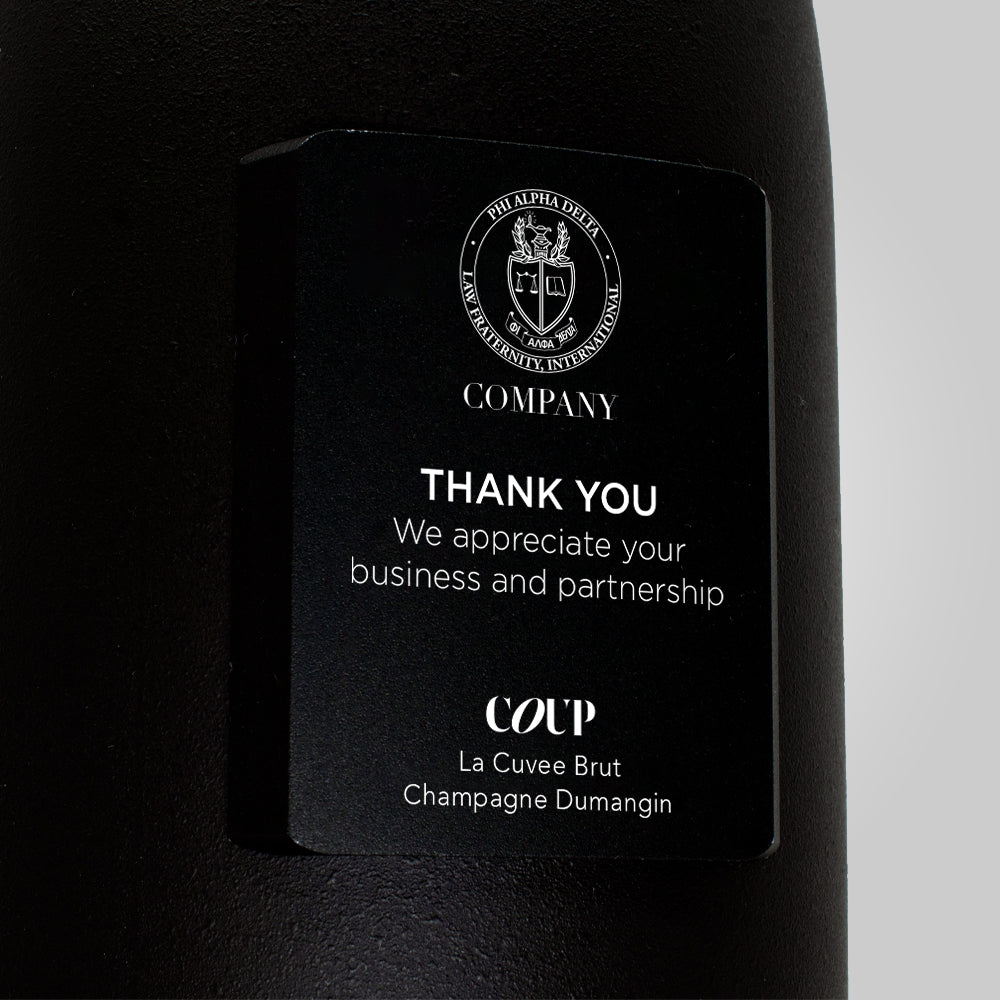 PHI ALPHA DELTA
LAW FRATERNITY, INTERNATIONAL
ΦΙ ΑΛΦΑ ΔΕΛΤΑ
COMPANY
THANK YOU
We appreciate your
business and partnership
COUP
La Cuvee Brut
Champagne Dumangin